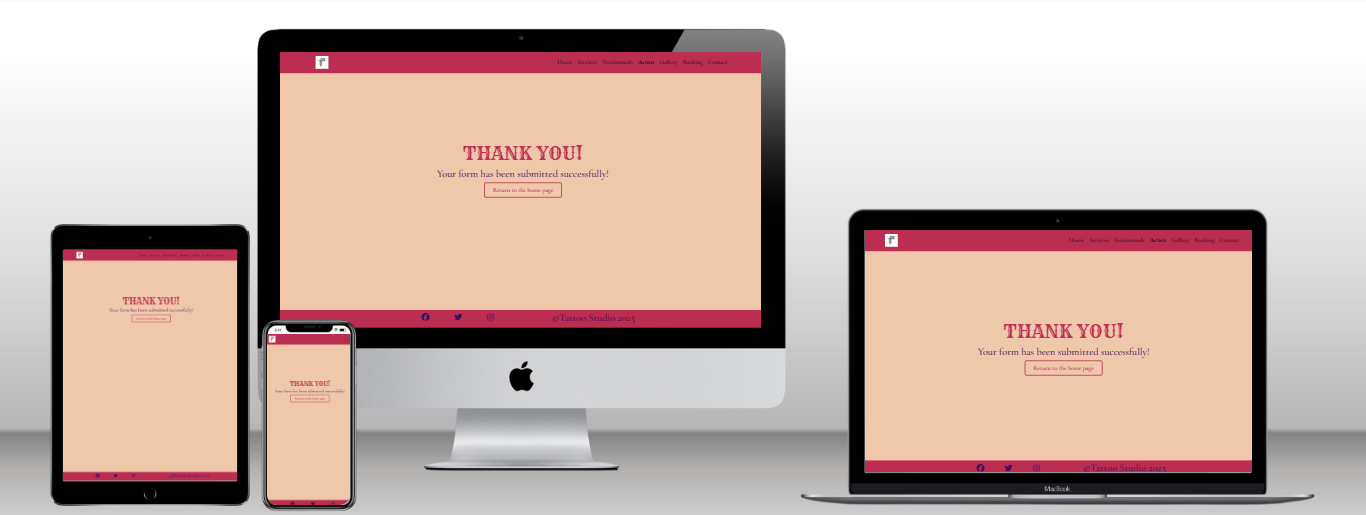 Home Services Testimonials Artists Gallery Booking Contact
THANK YOU!
Your form has been submitted successfully!
Return to the home page
©Tattoo Studio 2025
THANK YOU!
Your form has been submitted successfully!
Return to the home page
©Tattoo Studio 2025
THANK YOU!
Your form has been submitted successfully!
Return to the home page
Home Services Testimonials Artists Gallery Booking Contact
THANK YOU!
Your form has been submitted successfully!
Return to the home page
©Tattoo Studio 2025
MacBook